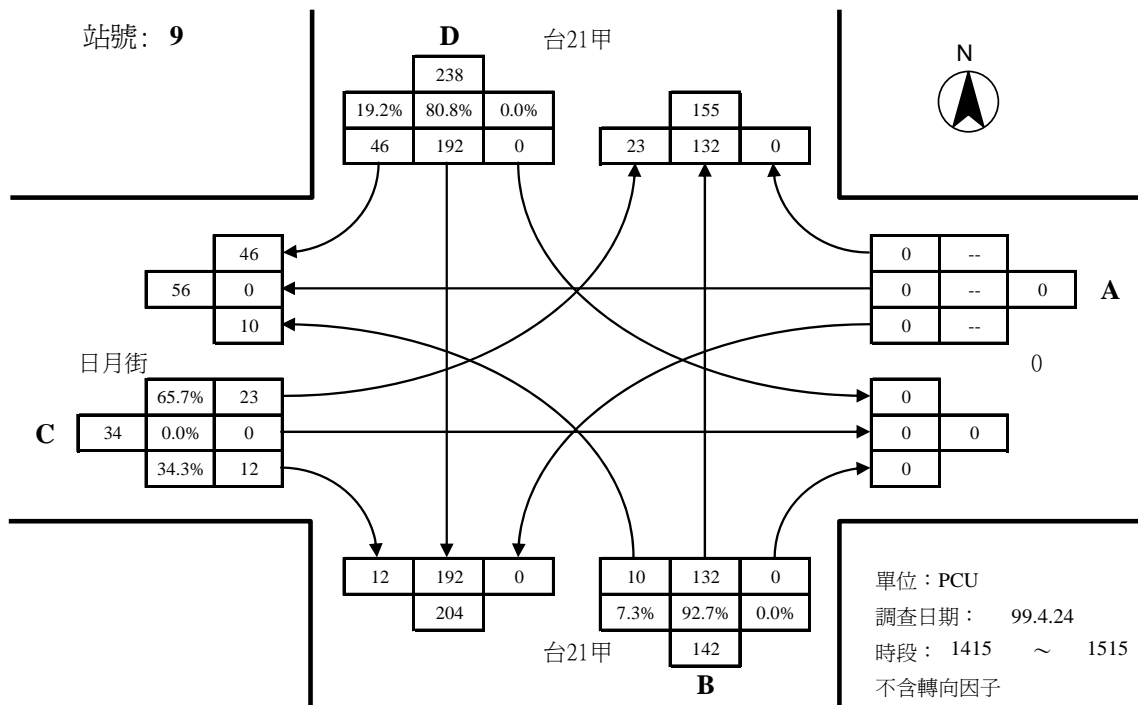 站號: 9
D
台21甲
N
238
19.2% 80.8% 0.0%
46 192 0
155
23 132 0
46
56 0
10
0 --
0 -- 0
0 --
A
0
日月街
65.7% 23
C 34 0.0% 0
34.3% 12
0
0 0
0
12 192 0
204
10 132 0
7.3% 92.7% 0.0%
142
台21甲
B
單位：PCU
調查日期： 99.4.24
時段： 1415 ～ 1515
不含轉向因子